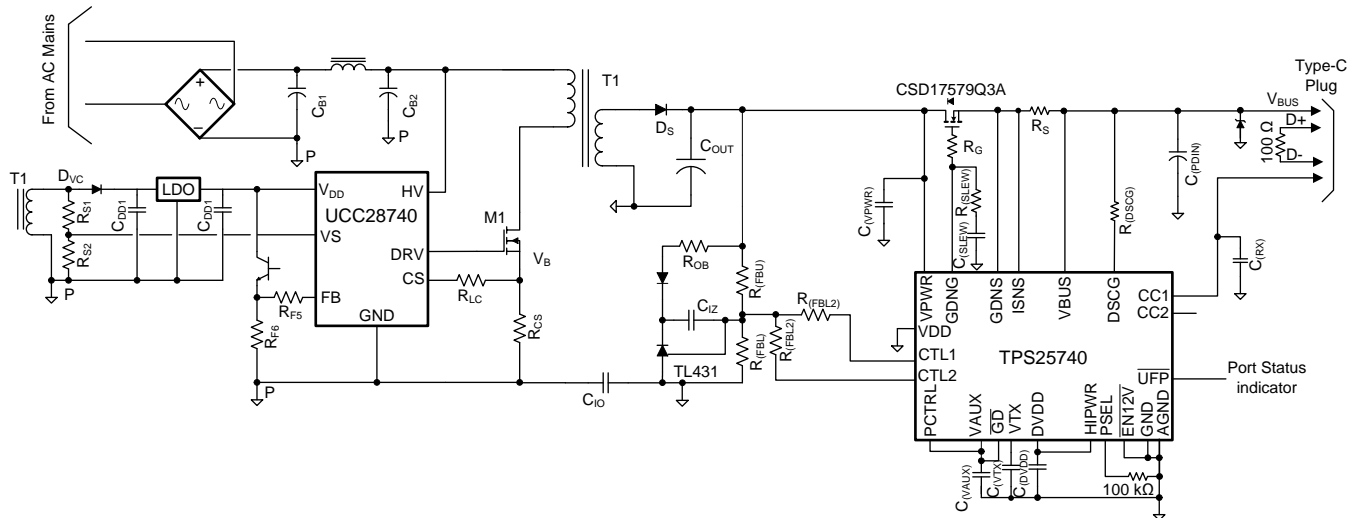 From AC Mains
C_B1
C_B2
P
T1
D_S
C_OUT
CSD17579Q3A
R_G
R_S
Type-C
Plug
V_BUS
D+
100 Ω
D-
C_(PDIN)
C_(VPWR)
R_(SLEW)
C_(SLEW)
R_(DSCG)
C_(RX)
T1
D_VC
LDO
R_S1
R_S2
C_DD1
C_DD1
P
V_DD
HV
UCC28740
VS
DRV
CS
FB
GND
M1
V_B
R_LC
R_CS
R_F5
R_F6
P
C_IO
R_OB
C_IZ
TL431
R_(FBU)
R_(FBL)
R_(FBL2)
R_(FBL2)
VPWR
GDNG
GDNS
ISNS
VBUS
DSCG
VDD
CTL1
CTL2
TPS25740
CC1
CC2
UFP
Port Status
indicator
PCTRL
VAUX
GD
VTX
DVDD
HIPWR
PSEL
EN12V
GND
AGND
C_(VAUX)
C_(VTX)
C_(DVDD)
100 kΩ